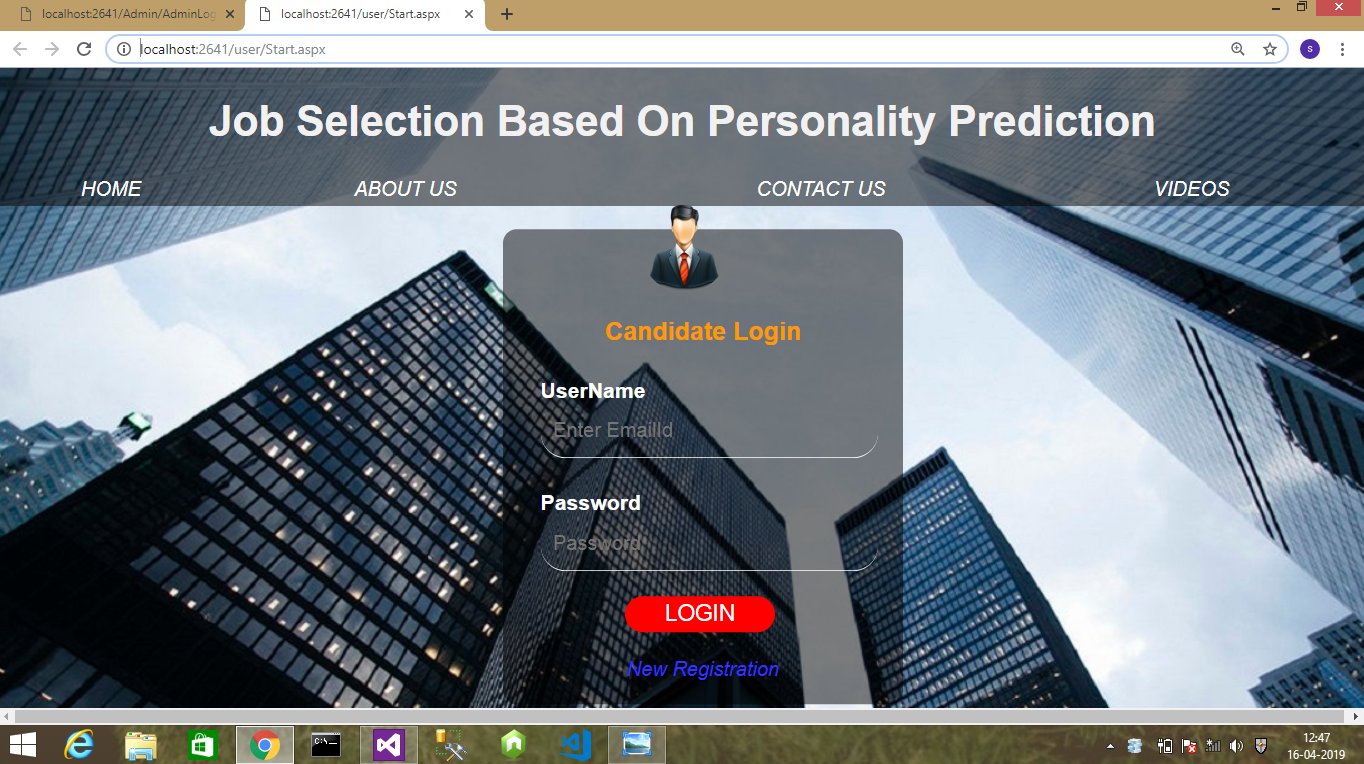 localhost:2641/Admin/AdminLog
localhost:2641/user/Start.aspx
localhost:2641/user/Start.aspx
s
Job Selection Based On Personality Prediction
HOME ABOUT US CONTACT US VIDEOS
Candidate Login
UserName
Enter EmailId
Password
Password*
LOGIN
New Registration
12:47
16-04-2019